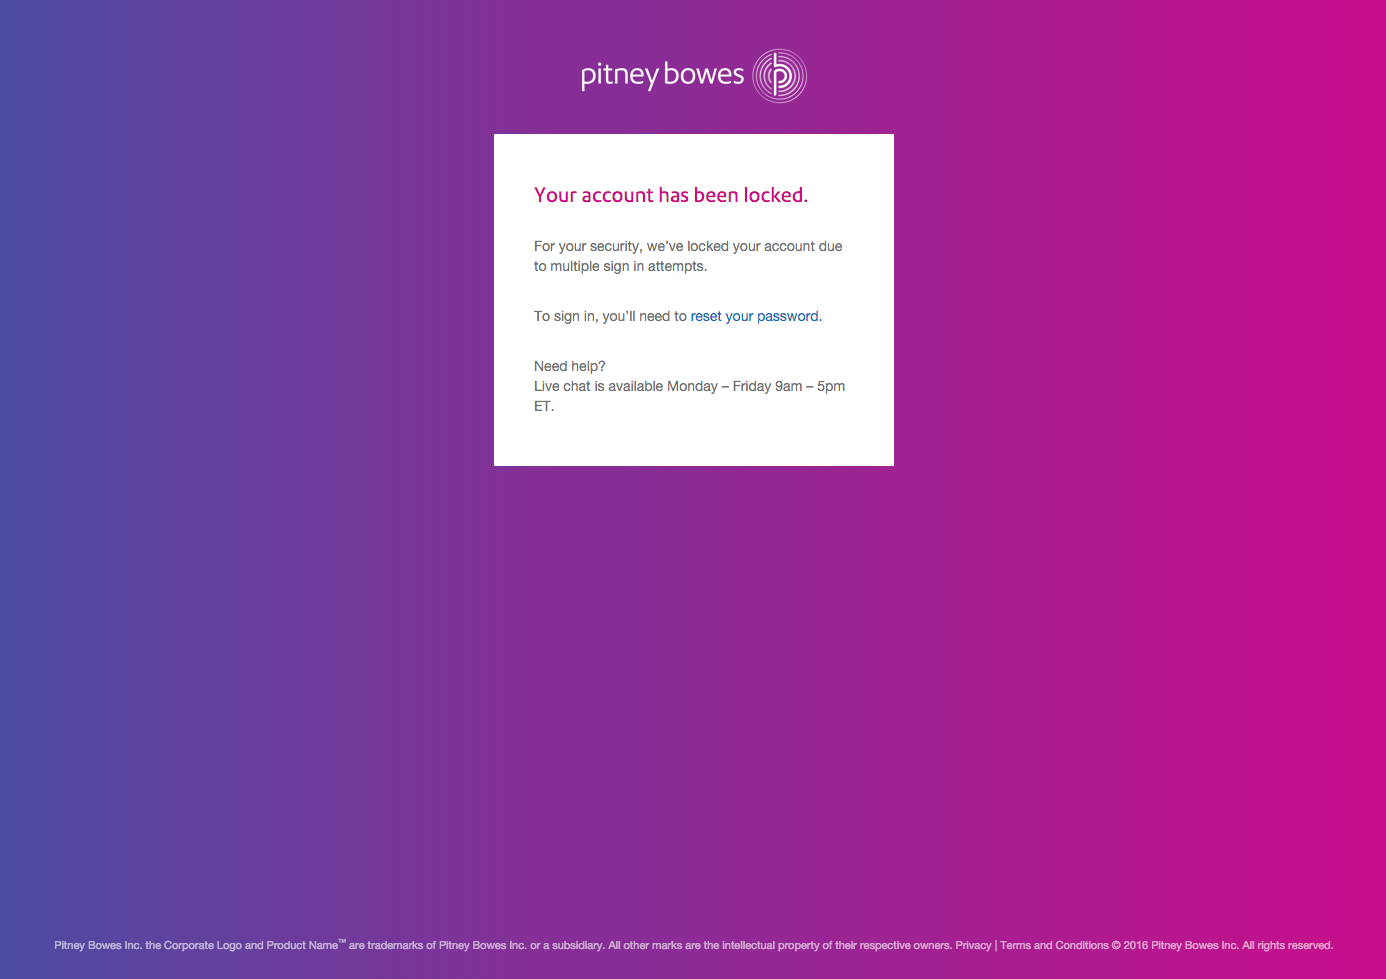 pitney bowes
Your account has been locked.
For your security, we’ve locked your account due
to multiple sign in attempts.
To sign in, you’ll need to reset your password.
Need help?
Live chat is available Monday – Friday 9am – 5pm
ET.
Pitney Bowes Inc. the Corporate Logo and Product Name™ are trademarks of Pitney Bowes Inc. or a subsidiary. All other marks are the intellectual property of their respective owners. Privacy | Terms and Conditions © 2016 Pitney Bowes Inc. All rights reserved.